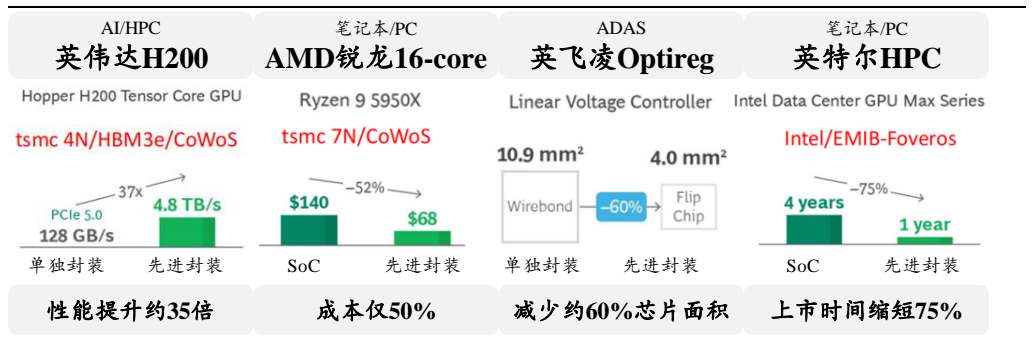 AI/HPC
英伟达H200
Hopper H200 Tensor Core GPU
tsmc 4N/HBM3e/CoWoS
37x
PCIe 5.0
128 GB/s
4.8 TB/s
单独封装
先进封装
性能提升约35倍
笔记本/PC
AMD锐龙16-core
Ryzen 9 5950X
tsmc 7N/CoWoS
–52%
$140
$68
SoC
先进封装
成本仅50%
ADAS
英飞凌Optireg
Linear Voltage Controller
10.9 mm²
4.0 mm²
Wirebond
–60%
Flip
Chip
单独封装
先进封装
减少约60%芯片面积
笔记本/PC
英特尔HPC
Intel Data Center GPU Max Series
Intel/EMIB-Foveros
–75%
4 years
1 year
SoC
先进封装
上市时间缩短75%